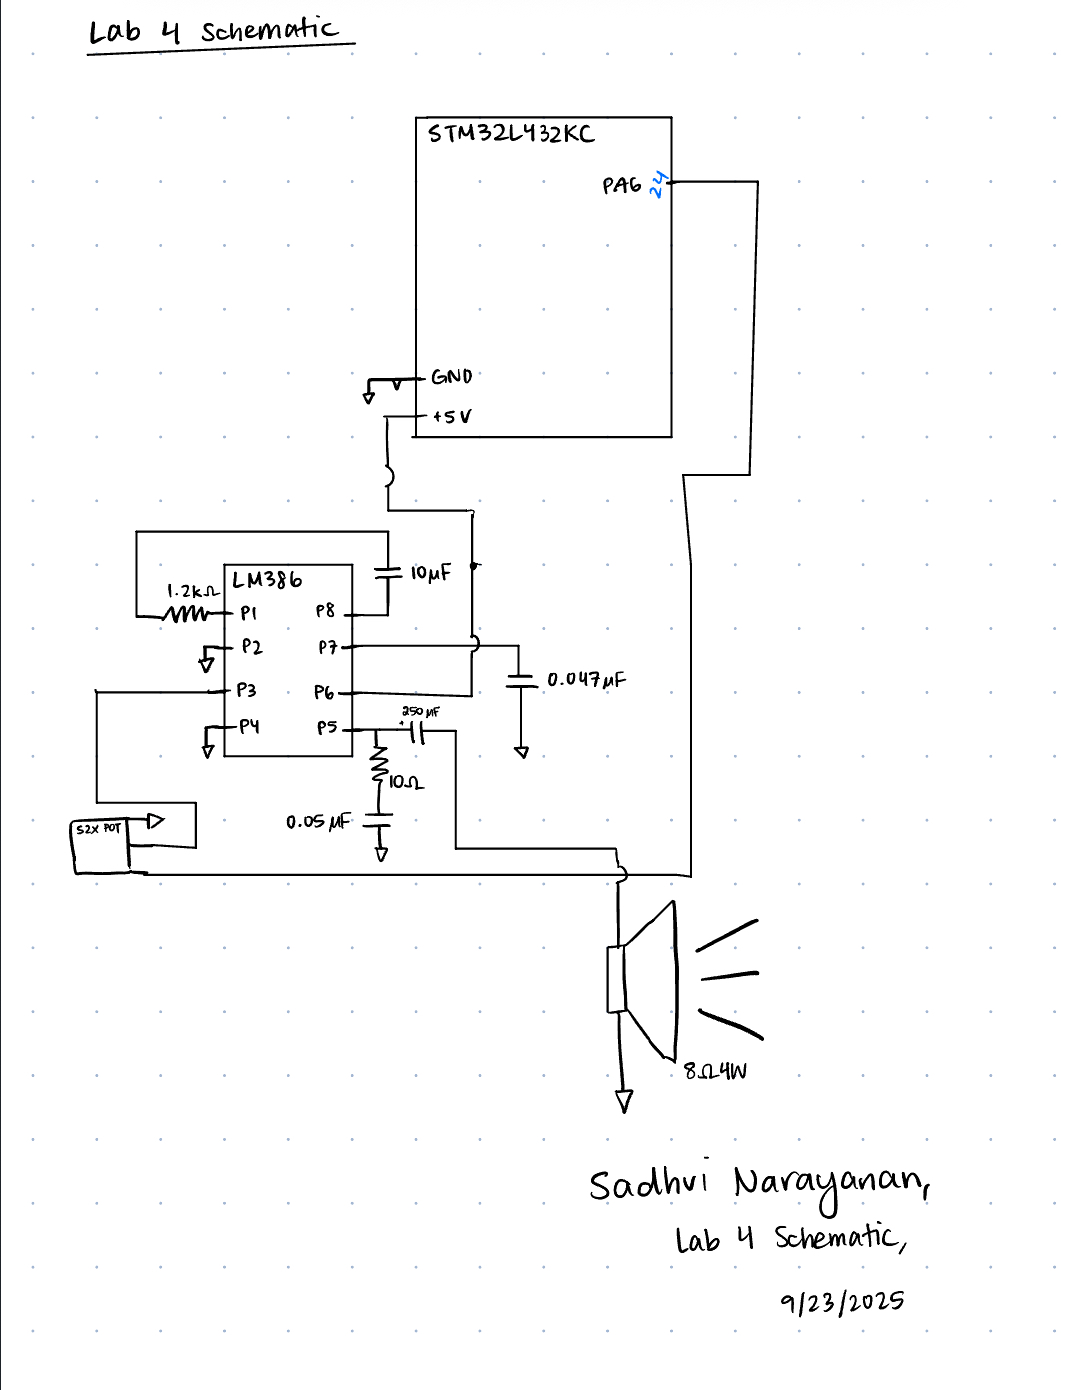 Lab 4 Schematic
STM32L432KC
PA6 24
GND
+5V
10µF
LM386
1.2kΩ
P1 P8
P2 P7
0.047µF
P3 P6
250µF
+
P4 P5
10Ω
52X POT
0.05µF
8Ω4W
Sadhvi Narayanan,
Lab 4 Schematic,
9/23/2025